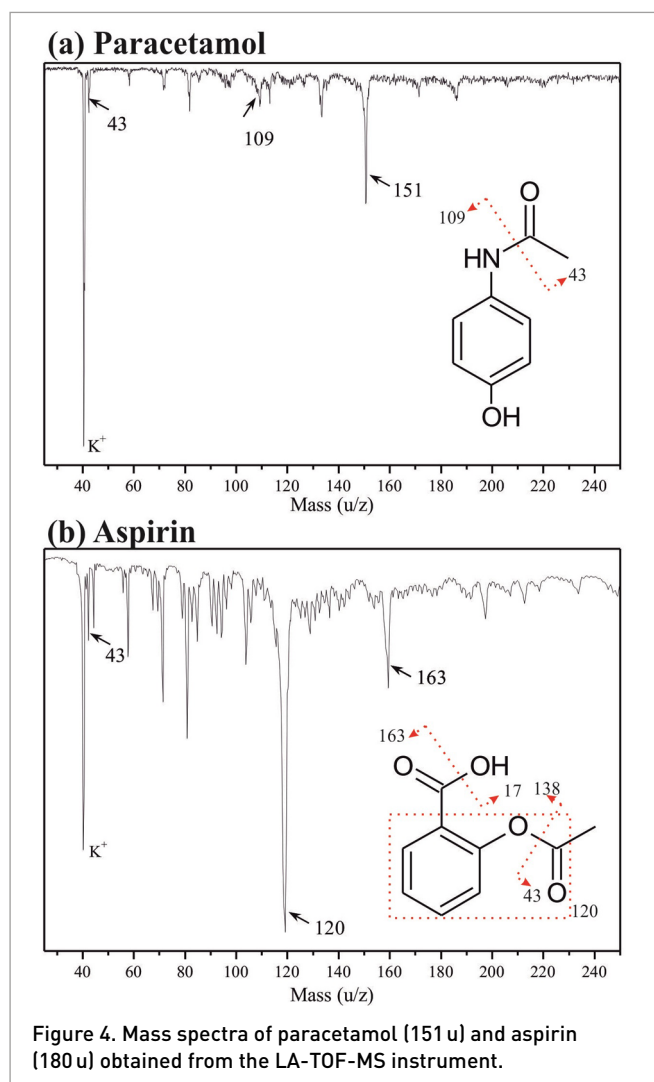 (a) Paracetamol
43
109
151
O
109
HN
43
OH
K⁺
40 60 80 100 120 140 160 180 200 220 240
Mass (u/z)
(b) Aspirin
43
163
163
O
OH
17
138
O
43
O
120
K⁺
120
40 60 80 100 120 140 160 180 200 220 240
Mass (u/z)
Figure 4. Mass spectra of paracetamol (151 u) and aspirin
(180 u) obtained from the LA-TOF-MS instrument.